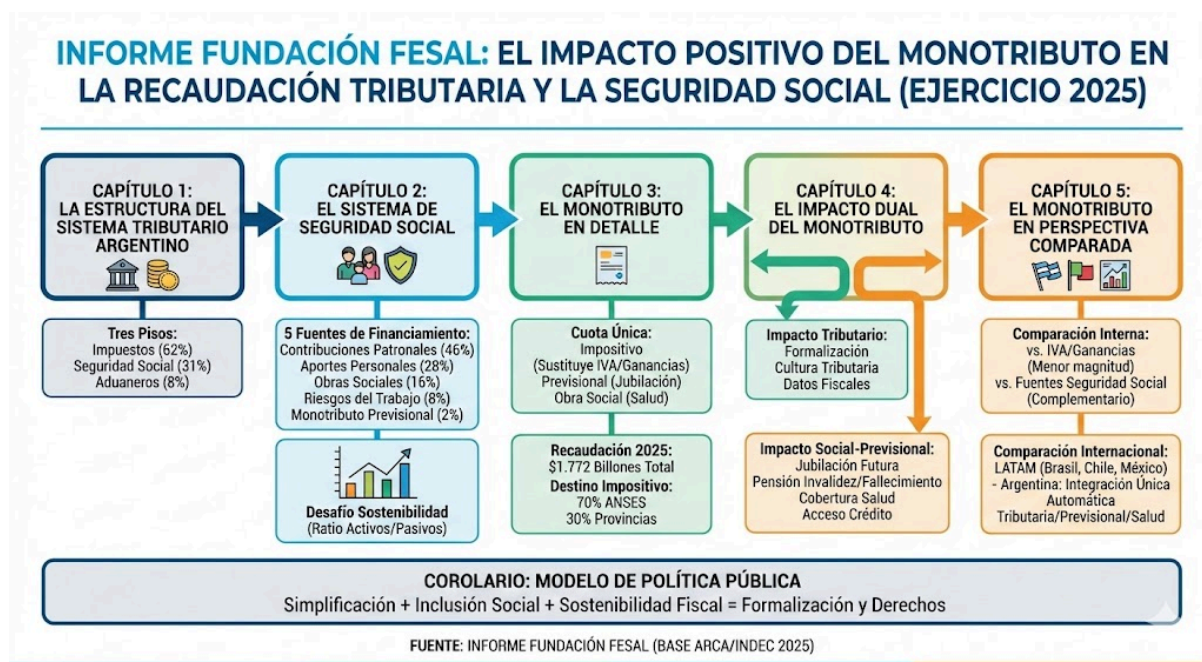 INFORME FUNDACIÓN FESAL: EL IMPACTO POSITIVO DEL MONOTRIBUTO EN
LA RECAUDACIÓN TRIBUTARIA Y LA SEGURIDAD SOCIAL (EJERCICIO 2025)
CAPÍTULO 1:
LA ESTRUCTURA DEL
SISTEMA TRIBUTARIO
ARGENTINO
Tres Pisos:
Impuestos (62%)
Seguridad Social (31%)
Aduaneros (8%)
CAPÍTULO 2:
EL SISTEMA DE
SEGURIDAD SOCIAL
5 Fuentes de Financiamiento:
Contribuciones Patronales (46%)
Aportes Personales (28%)
Obras Sociales (16%)
Riesgos del Trabajo (8%)
Monotributo Previsional (2%)
Desafío Sostenibilidad
(Ratio Activos/Pasivos)
CAPÍTULO 3:
EL MONOTRIBUTO
EN DETALLE
Cuota Única:
Impositivo
(Sustituye IVA/Ganancias)
Previsional (Jubilación)
Obra Social (Salud)
Recaudación 2025:
$1.772 Billones Total
Destino Impositivo:
70% ANSES
30% Provincias
CAPÍTULO 4:
EL IMPACTO DUAL
DEL MONOTRIBUTO
Impacto Tributario:
Formalización
Cultura Tributaria
Datos Fiscales
Impacto Social-Previsional:
Jubilación Futura
Pensión Invalidez/Fallecimiento
Cobertura Salud
Acceso Crédito
CAPÍTULO 5:
EL MONOTRIBUTO
EN PERSPECTIVA
COMPARADA
Comparación Interna:
vs. IVA/Ganancias
(Menor magnitud)
vs. Fuentes Seguridad Social
(Complementario)
Comparación Internacional:
LATAM (Brasil, Chile, México)
- Argentina: Integración Única
Automática
Tributaria/Previsional/Salud
COROLARIO: MODELO DE POLÍTICA PÚBLICA
Simplificación + Inclusión Social + Sostenibilidad Fiscal = Formalización y Derechos
FUENTE: INFORME FUNDACIÓN FESAL (BASE ARCA/INDEC 2025)